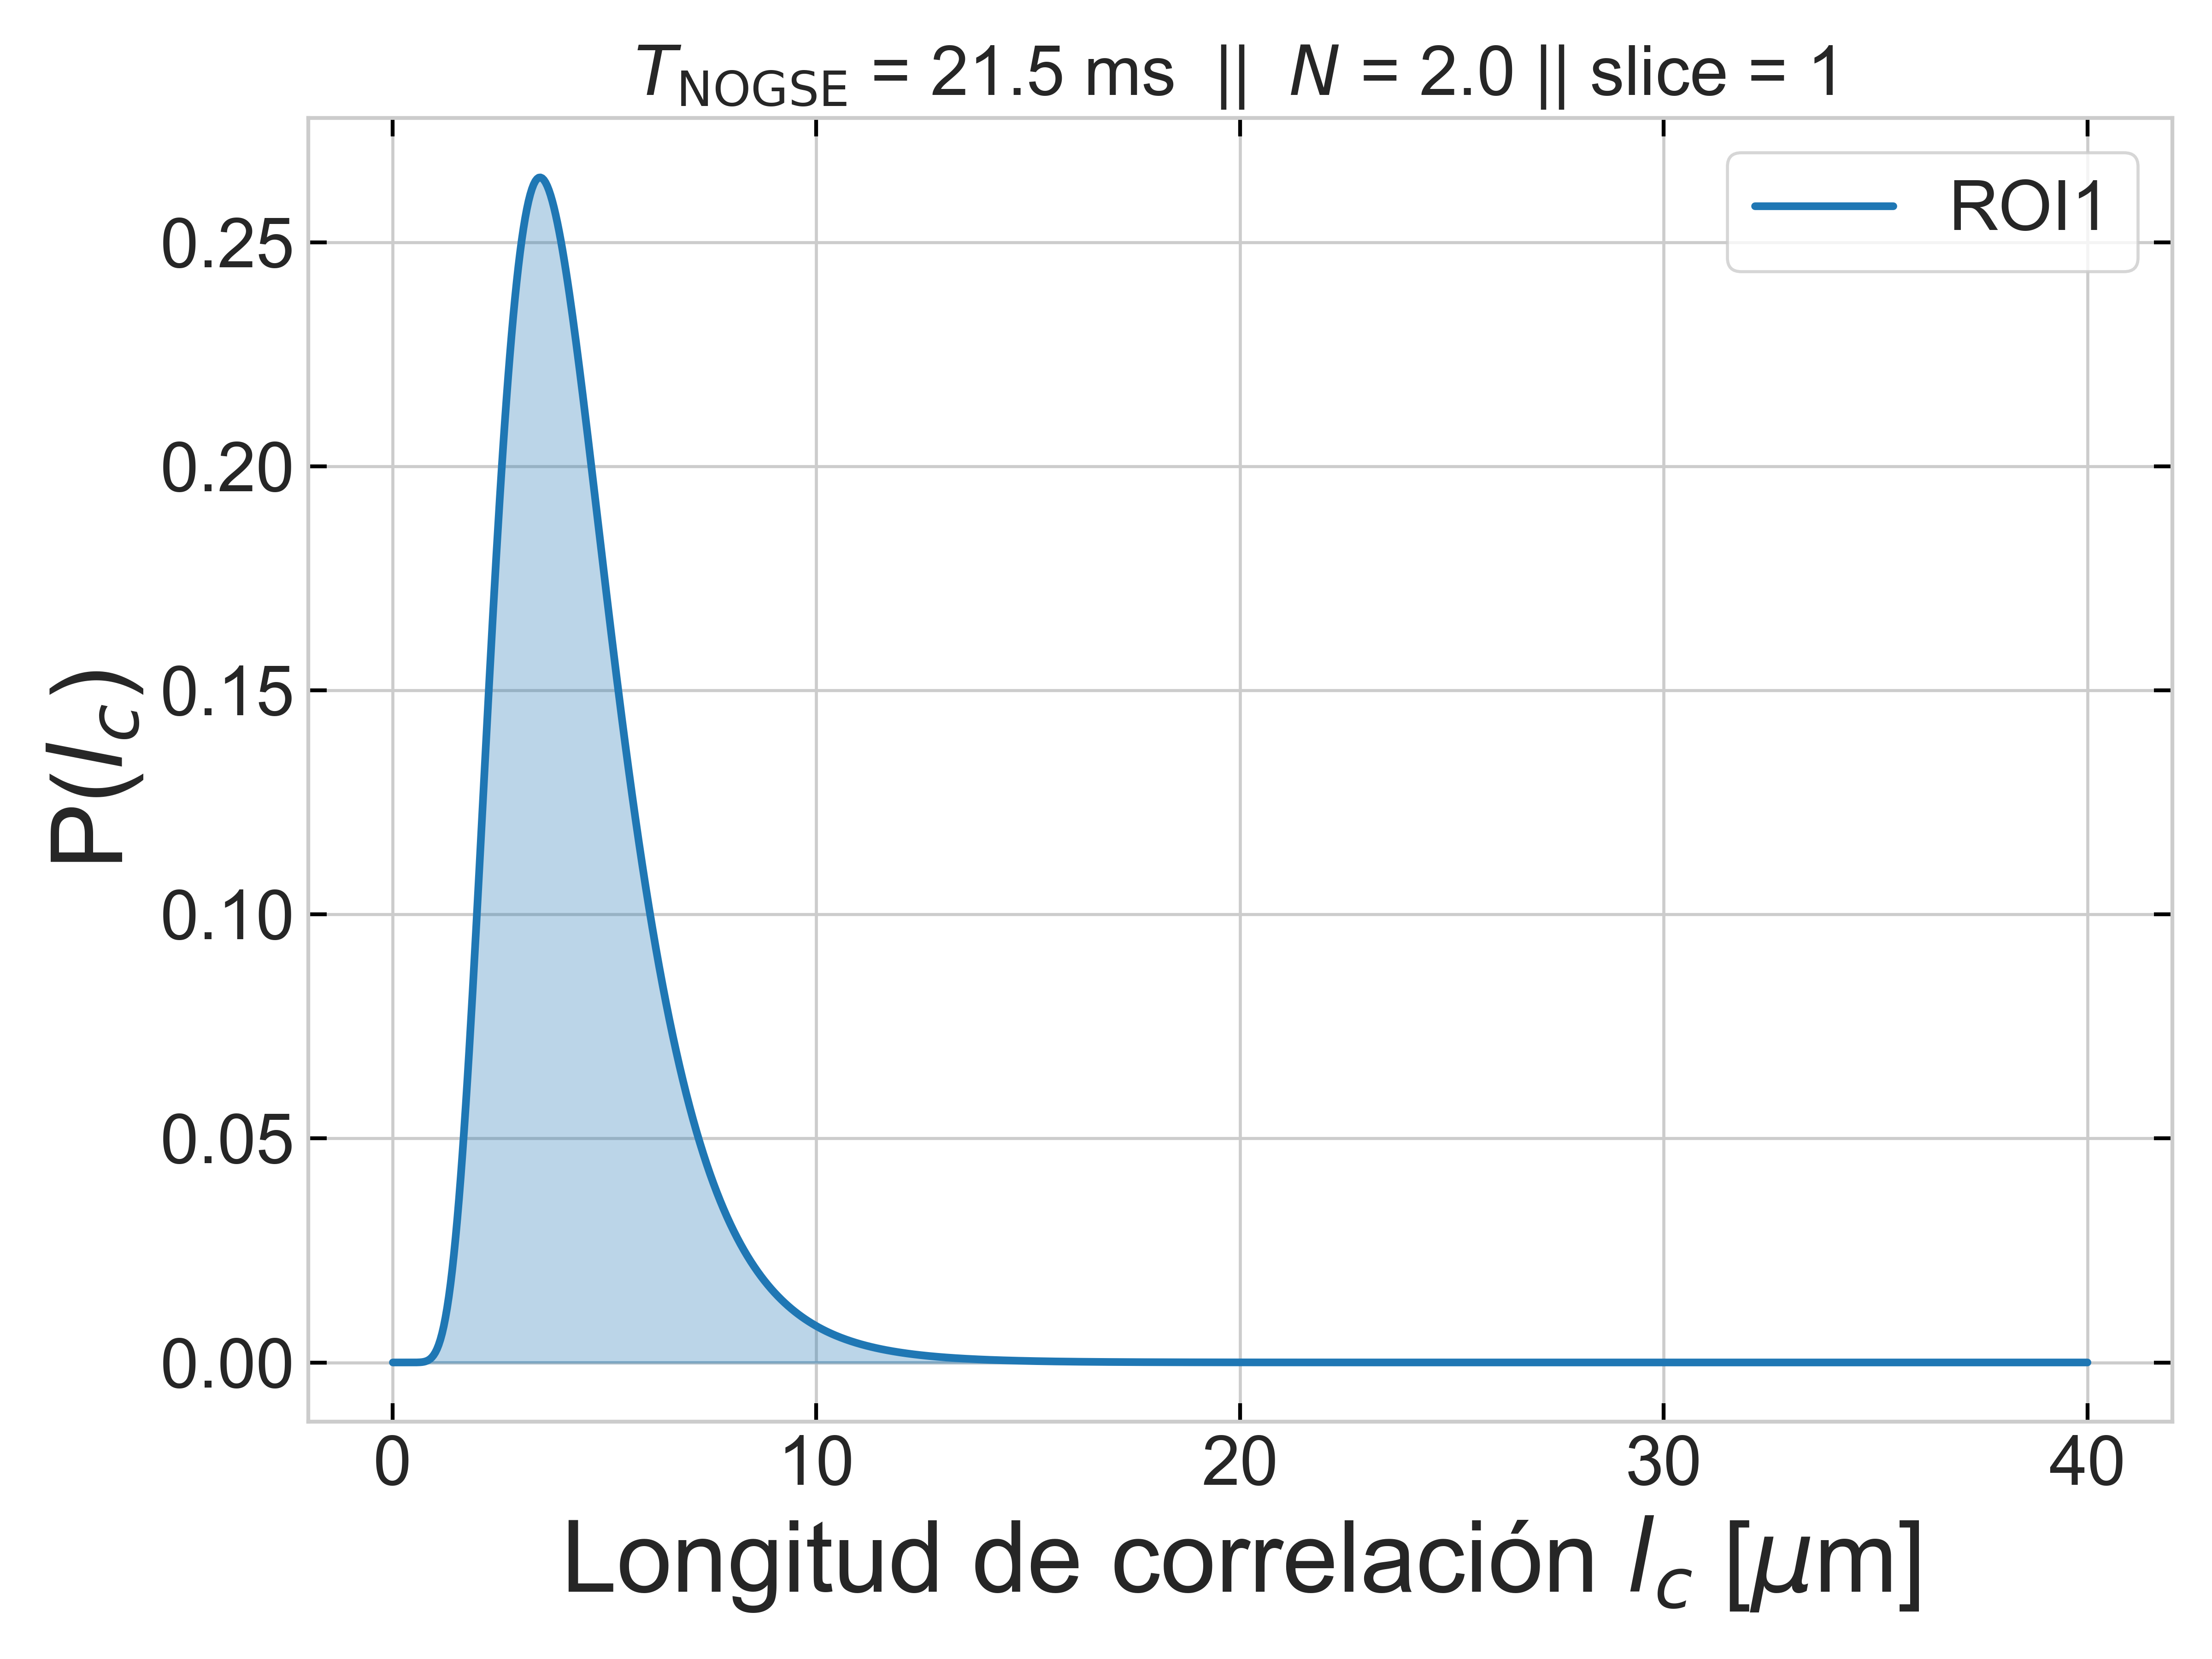 T_NOGSE = 21.5 ms || N = 2.0 || slice = 1
ROI1
P(l_c)
0.25
0.20
0.15
0.10
0.05
0.00
0 10 20 30 40
Longitud de correlación l_c [μm]